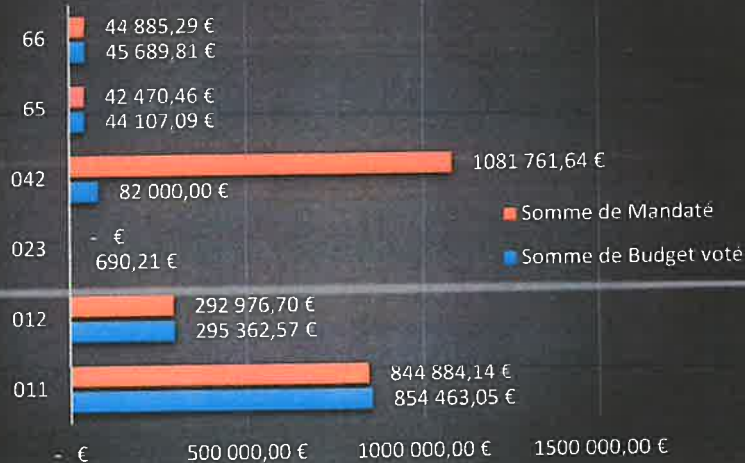 66
44 885,29 €
45 689,81 €
65
42 470,46 €
44 107,09 €
042
1081 761,64 €
82 000,00 €
Somme de Mandaté
023
- €
690,21 €
Somme de Budget voté
012
292 976,70 €
295 362,57 €
011
844 884,14 €
854 463,05 €
- €
500 000,00 €
1000 000,00 €
1500 000,00 €